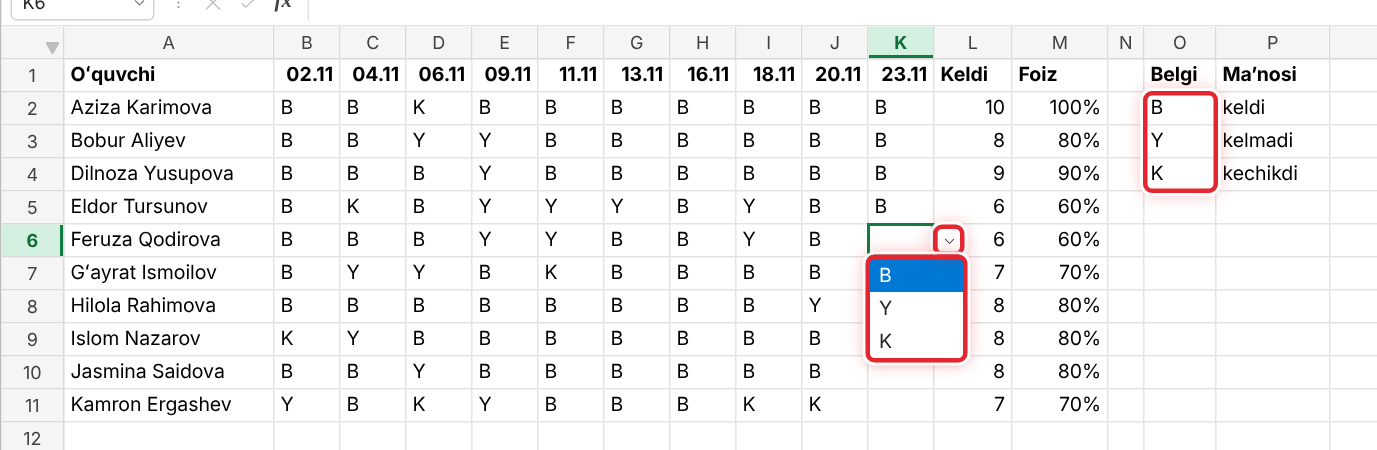 K6 fx
A B C D E F G H I J K L M N O P
1 Oʻquvchi 02.11 04.11 06.11 09.11 11.11 13.11 16.11 18.11 20.11 23.11 Keldi Foiz Belgi Maʼnosi
2 Aziza Karimova B B K B B B B B B B 10 100% B keldi
3 Bobur Aliyev B B Y Y B B B B B B 8 80% Y kelmadi
4 Dilnoza Yusupova B B B Y B B B B B B 9 90% K kechikdi
5 Eldor Tursunov B K B Y Y Y B Y B B 6 60%
6 Feruza Qodirova B B B Y Y B B Y B 6 60%
7 Gʻayrat Ismoilov B Y Y B K B B B B B 7 70%
8 Hilola Rahimova B B B B B B B B Y Y 8 80%
9 Islom Nazarov K Y B B B B B B B K 8 80%
10 Jasmina Saidova B B Y B B B B B B 8 80%
11 Kamron Ergashev Y B K Y B B B K K 7 70%
12